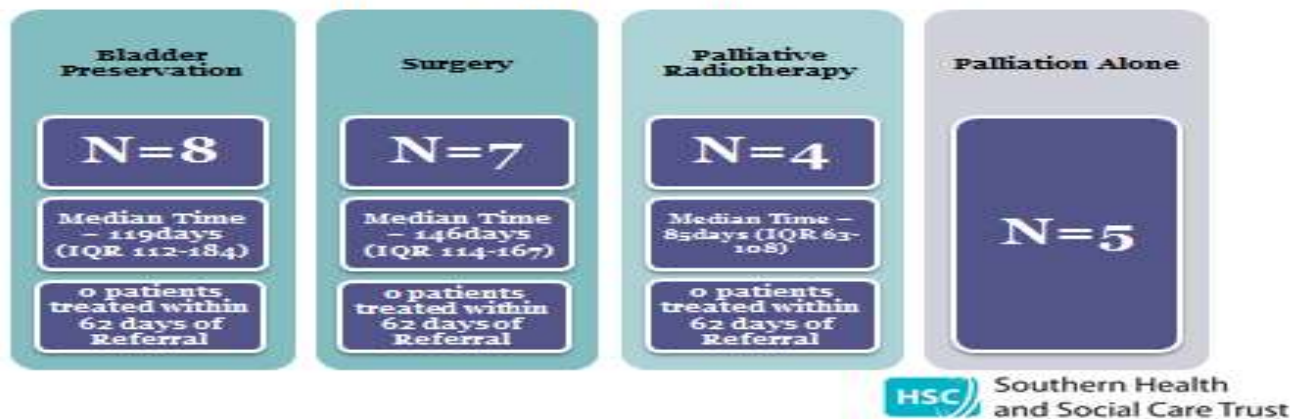 Bladder
Preservation
N=8
Median Time
– 119days
(IQR 112-184)
0 patients
treated within
62 days of
Referral
Surgery
N=7
Median Time
– 146days
(IQR 114-167)
0 patients
treated within
62 days of
Referral
Palliative
Radiotherapy
N=4
Median Time –
85days (IQR 63-
108)
0 patients
treated within
62 days of
Referral
Palliation Alone
N=5
HSC
Southern Health
and Social Care Trust